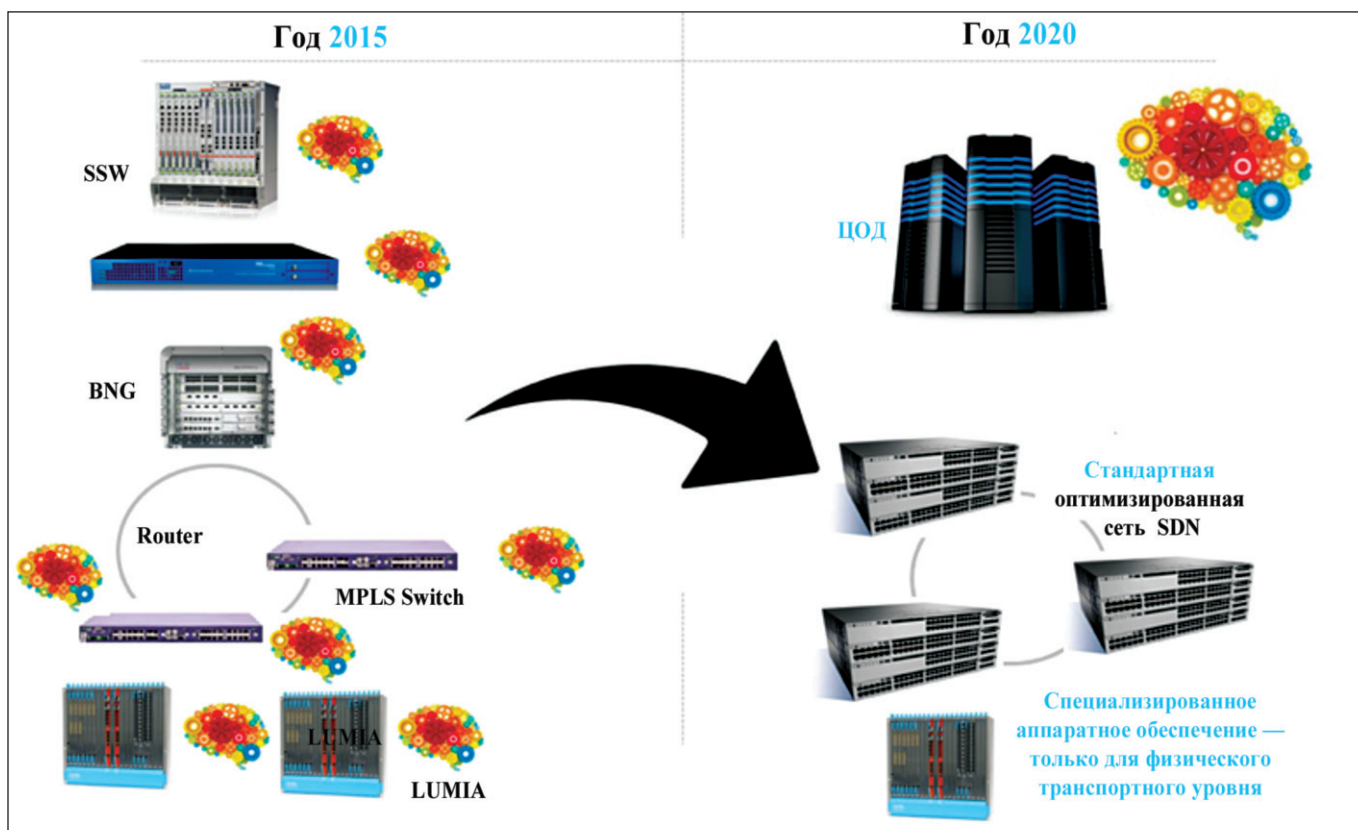 Год 2015
SSW
BNG
Router
MPLS Switch
LUMIA
LUMIA
Год 2020
ЦОД
Стандартная
оптимизированная
сеть SDN
Специализированное
аппаратное обеспечение —
только для физического
транспортного уровня